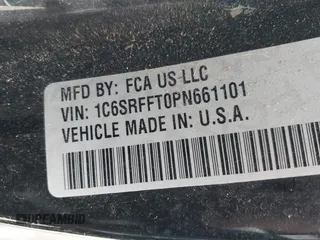 MFD BY: FCA US LLC
VIN: 1C6SRFFT0PN661101
VEHICLE MADE IN: U.S.A.